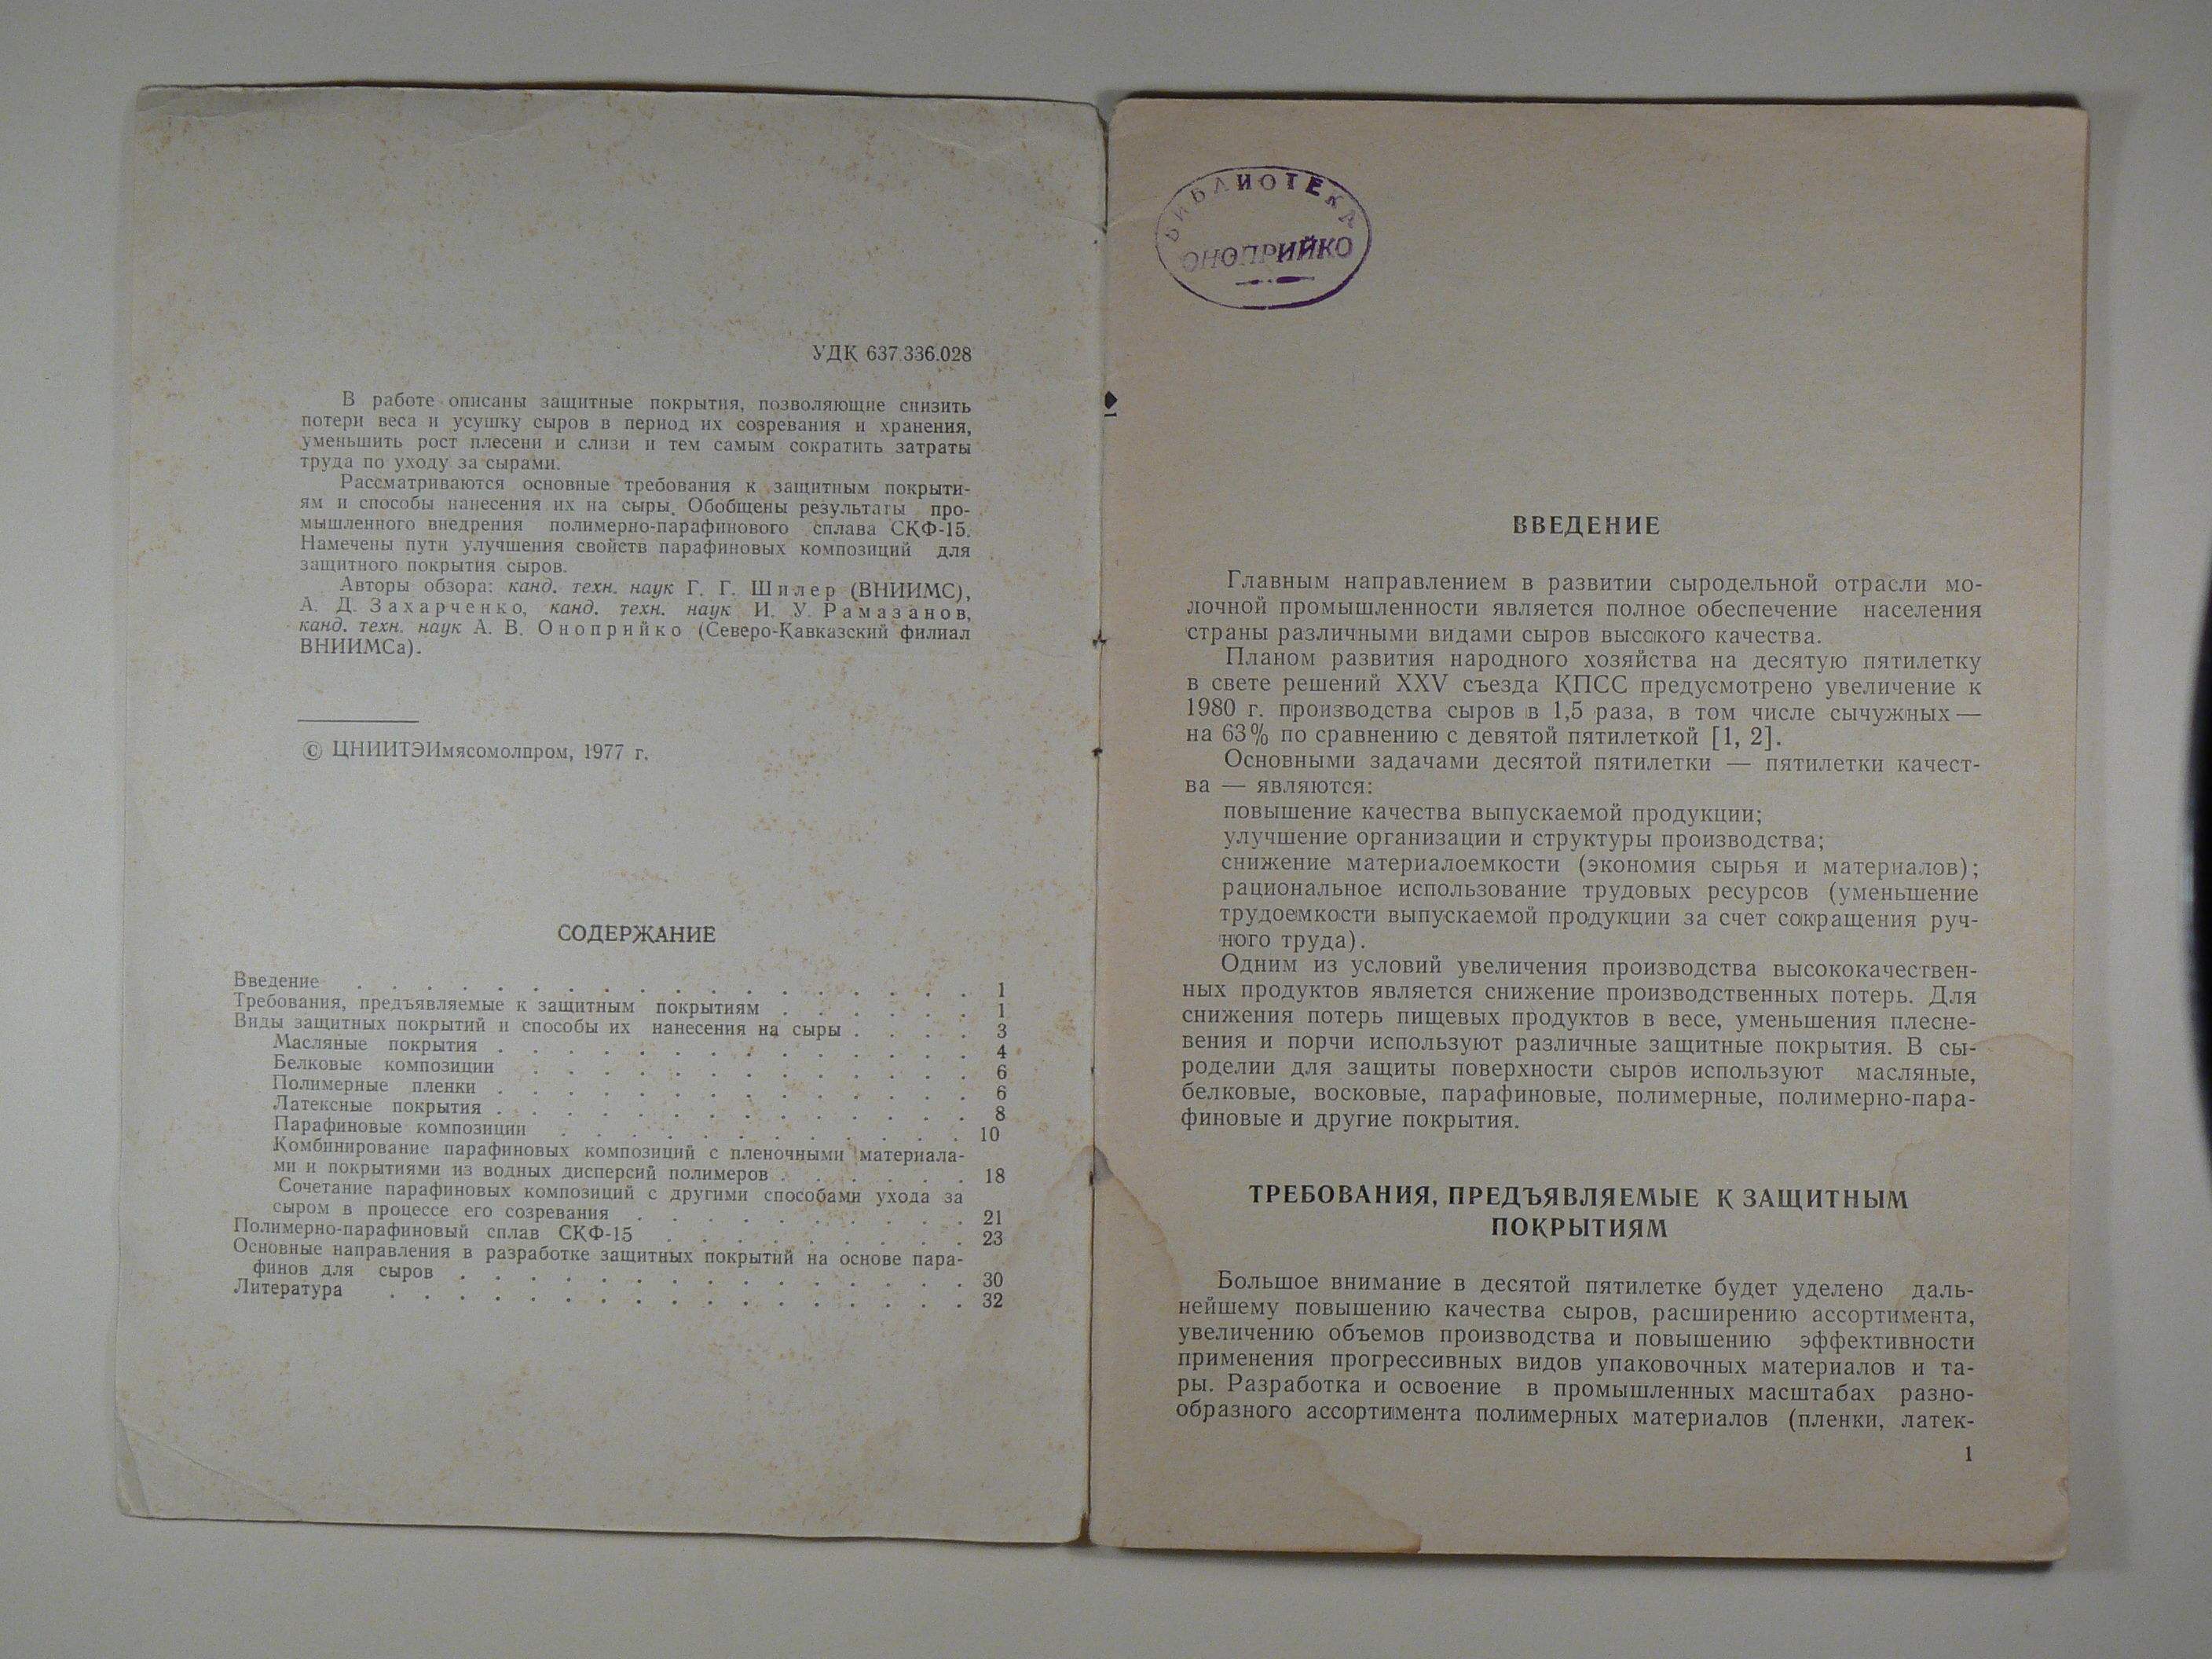 УДК 637.336.028
В работе описаны защитные покрытия, позволяющие снизить
потери веса и усушку сыров в период их созревания и хранения,
уменьшить рост плесени и слизи и тем самым сократить затраты
труда по уходу за сырами.
Рассматриваются основные требования к защитным покрыти-
ям и способы нанесения их на сыры. Обобщены результаты про-
мышленного внедрения полимерно-парафинового сплава СКФ-15.
Намечены пути улучшения свойств парафиновых композиций для
защитного покрытия сыров.
Авторы обзора: канд. техн. наук Г. Г. Шилер (ВНИИМС),
А. Д. Захарченко, канд. техн. наук И. У. Рамазанов,
канд. техн. наук А. В. Оноприйко (Северо-Кавказский филиал
ВНИИМСа).
© ЦНИИТЭИмясомолпром, 1977 г.
СОДЕРЖАНИЕ
Введение . . . . . . . . . . . . . . . . . . 1
Требования, предъявляемые к защитным покрытиям . . . . . . 1
Виды защитных покрытий и способы их нанесения на сыры . . . . 3
Масляные покрытия . . . . . . . . . . . . . . 4
Белковые композиции . . . . . . . . . . . . . 6
Полимерные пленки . . . . . . . . . . . . . . 6
Латексные покрытия . . . . . . . . . . . . . . 8
Парафиновые композиции . . . . . . . . . . . . 10
Комбинирование парафиновых композиций с пленочными материала-
ми и покрытиями из водных дисперсий полимеров . . . . . . 18
Сочетание парафиновых композиций с другими способами ухода за
сыром в процессе его созревания . . . . . . . . . . 21
Полимерно-парафиновый сплав СКФ-15 . . . . . . . . . 23
Основные направления в разработке защитных покрытий на основе пара-
финов для сыров . . . . . . . . . . . . . . . 30
Литература . . . . . . . . . . . . . . . . . 32
БИБЛИОТЕКА
ОНОПРИЙКО
ВВЕДЕНИЕ
Главным направлением в развитии сыродельной отрасли мо-
лочной промышленности является полное обеспечение населения
страны различными видами сыров высокого качества.
Планом развития народного хозяйства на десятую пятилетку
в свете решений XXV съезда КПСС предусмотрено увеличение к
1980 г. производства сыров в 1,5 раза, в том числе сычужных —
на 63% по сравнению с девятой пятилеткой [1, 2].
Основными задачами десятой пятилетки — пятилетки качест-
ва — являются:
повышение качества выпускаемой продукции;
улучшение организации и структуры производства;
снижение материалоемкости (экономия сырья и материалов);
рациональное использование трудовых ресурсов (уменьшение
трудоемкости выпускаемой продукции за счет сокращения руч-
ного труда).
Одним из условий увеличения производства высококачествен-
ных продуктов является снижение производственных потерь. Для
снижения потерь пищевых продуктов в весе, уменьшения плесне-
вения и порчи используют различные защитные покрытия. В сы-
роделии для защиты поверхности сыров используют масляные,
белковые, восковые, парафиновые, полимерные, полимерно-пара-
финовые и другие покрытия.
ТРЕБОВАНИЯ, ПРЕДЪЯВЛЯЕМЫЕ К ЗАЩИТНЫМ
ПОКРЫТИЯМ
Большое внимание в десятой пятилетке будет уделено даль-
нейшему повышению качества сыров, расширению ассортимента,
увеличению объемов производства и повышению эффективности
применения прогрессивных видов упаковочных материалов и та-
ры. Разработка и освоение в промышленных масштабах разно-
образного ассортимента полимерных материалов (пленки, латек-
1